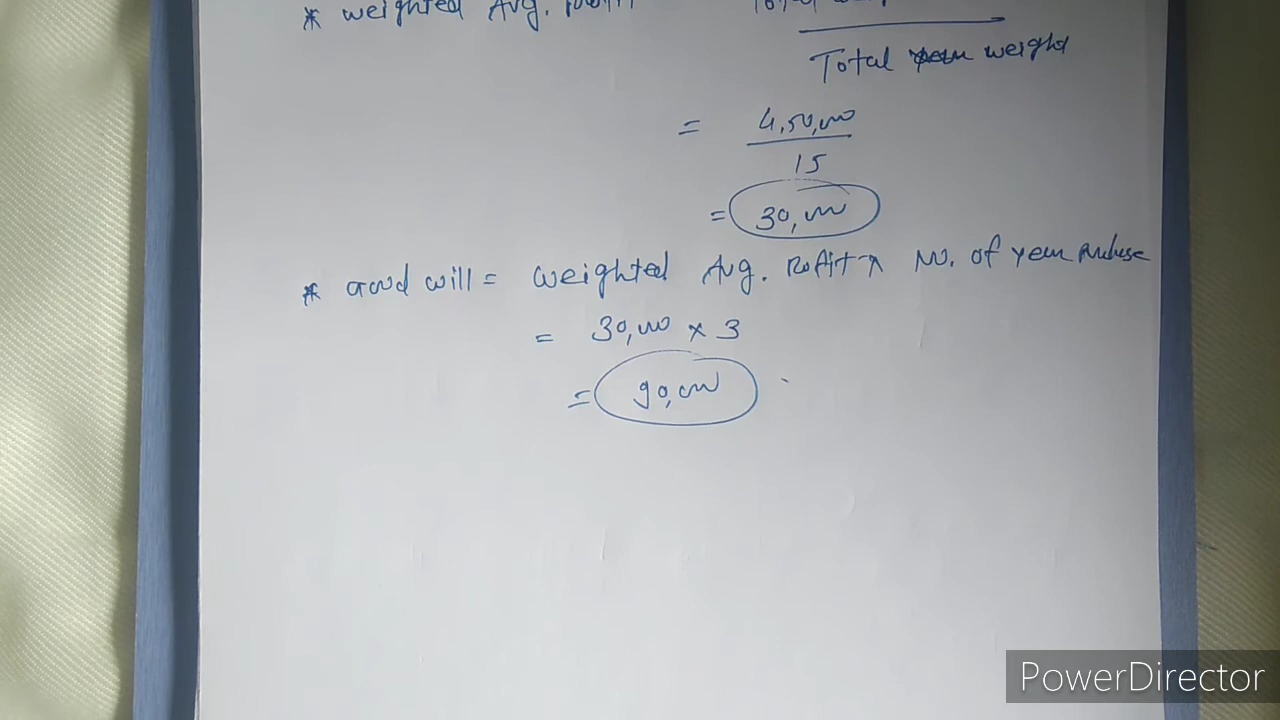 * weighted Avg. Profit Total
Total weight
= 4,50,000
15
= 30,000
* Good will = weighted Avg. Profit × No. of year Purchase
= 30,000 × 3
= 90,000
PowerDirector